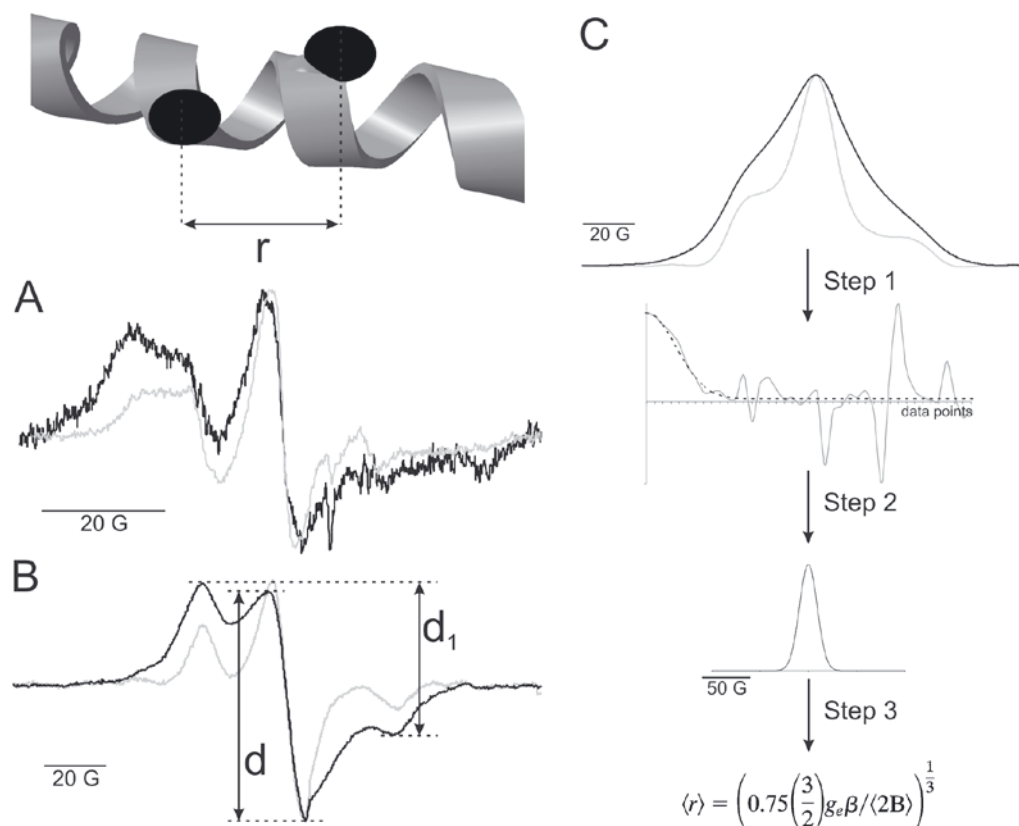 C
r
20 G
Step 1
A
data points
20 G
Step 2
B
d₁
d
50 G
Step 3
20 G
⟨r⟩ = (0.75(3/2)gₑβ/⟨2B⟩)^1/3